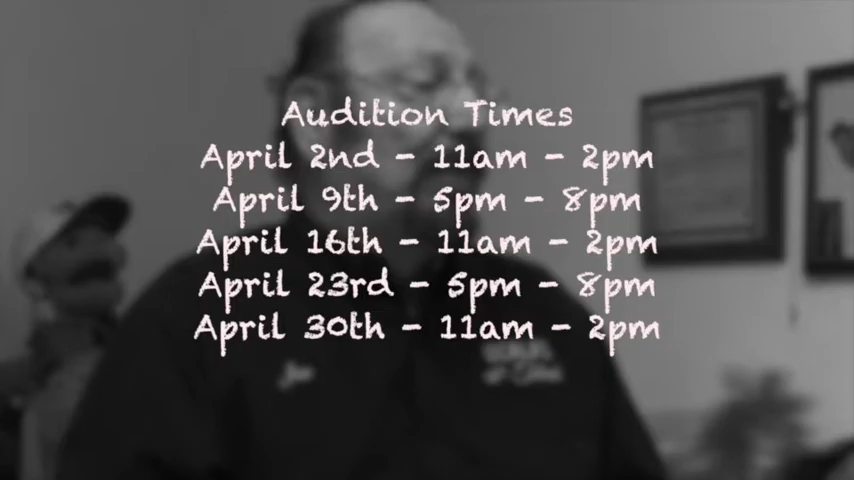 Audition Times
April 2nd - 11am - 2pm
April 9th - 5pm - 8pm
April 16th - 11am - 2pm
April 23rd - 5pm - 8pm
April 30th - 11am - 2pm